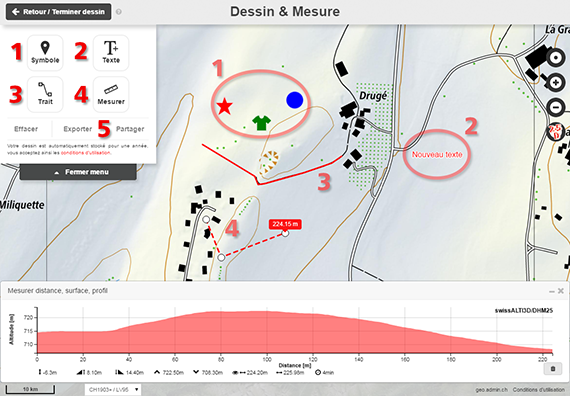 Retour / Terminer dessin
Dessin & Mesure
1 Symbole
2 Texte
3 Trait
4 Mesurer
5
Effacer Exporter Partager
Votre dessin est automatiquement stocké pour une année,
vous acceptez ainsi les conditions d'utilisation.
Fermer menu
1
La Gra
Drugé
2
Nouveau texte
3
Miliquette
4
224.15 m
Mesurer distance, surface, profil
swissALTI3D/DHM25
Altitude [m]
720
715
710
0 20 40 60 80 100 120 140 160 180 200 220
Distance [m]
-6.3m 8.10m 14.40m 722.50m 708.30m 224.20m 225.98m 4min
10 km
CH1903+ / LV95
geo.admin.ch Conditions d'utilisation